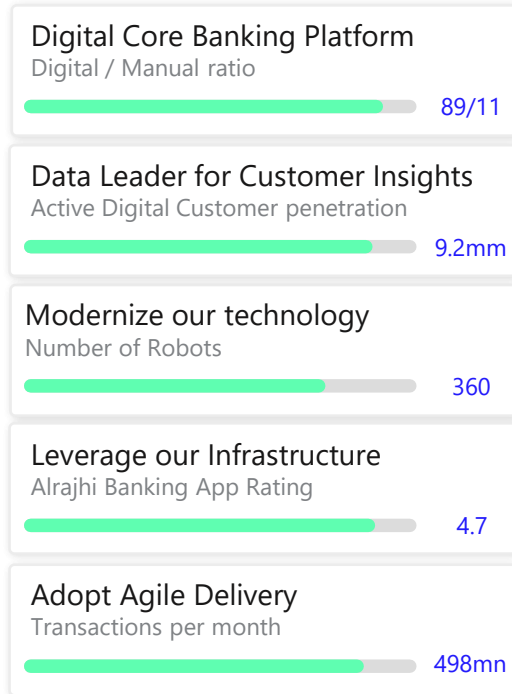 Digital Core Banking Platform
Digital / Manual ratio
89/11
Data Leader for Customer Insights
Active Digital Customer penetration
9.2mm
Modernize our technology
Number of Robots
360
Leverage our Infrastructure
Alrajhi Banking App Rating
4.7
Adopt Agile Delivery
Transactions per month
498mn